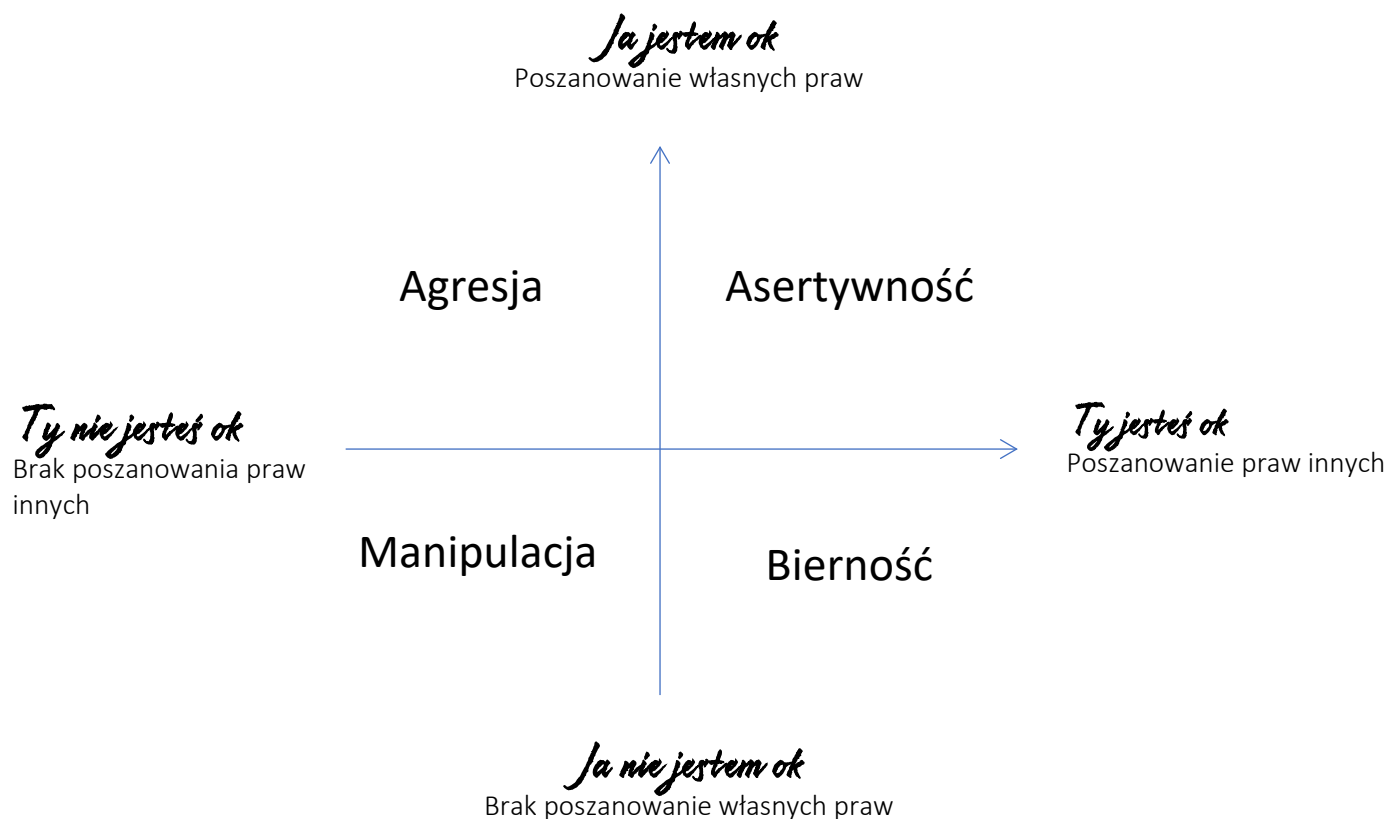 Ja jestem ok
Poszanowanie własnych praw
Agresja
Asertywność
Ty nie jesteś ok
Brak poszanowania praw
innych
Ty jesteś ok
Poszanowanie praw innych
Manipulacja
Bierność
Ja nie jestem ok
Brak poszanowanie własnych praw